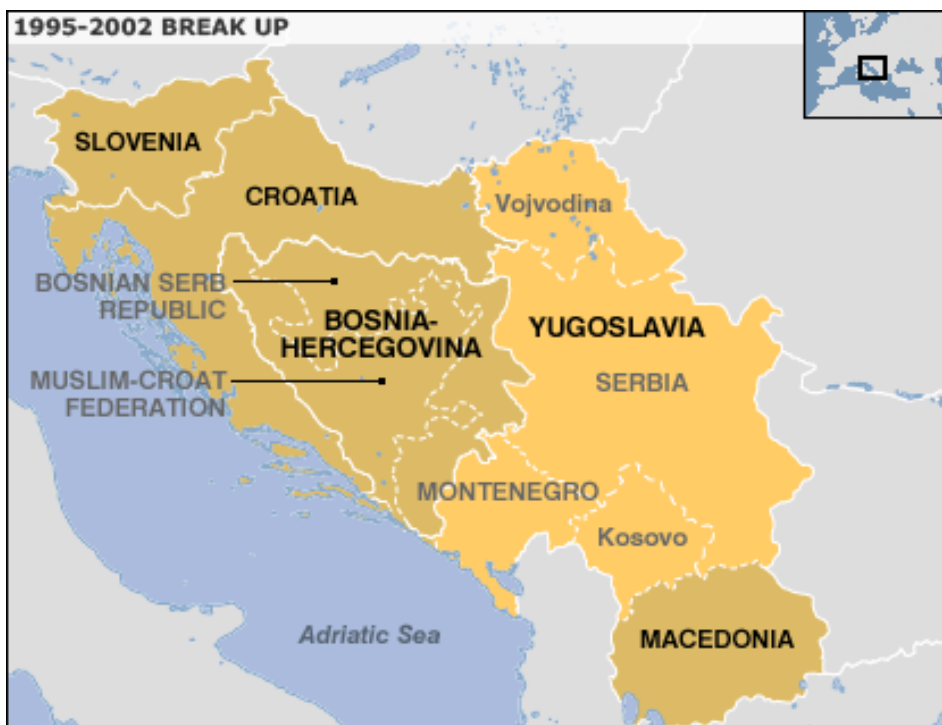 1995-2002 BREAK UP
SLOVENIA
CROATIA
Vojvodina
BOSNIAN SERB
REPUBLIC
BOSNIA-
HERCEGOVINA
YUGOSLAVIA
SERBIA
MUSLIM-CROAT
FEDERATION
MONTENEGRO
Kosovo
Adriatic Sea
MACEDONIA